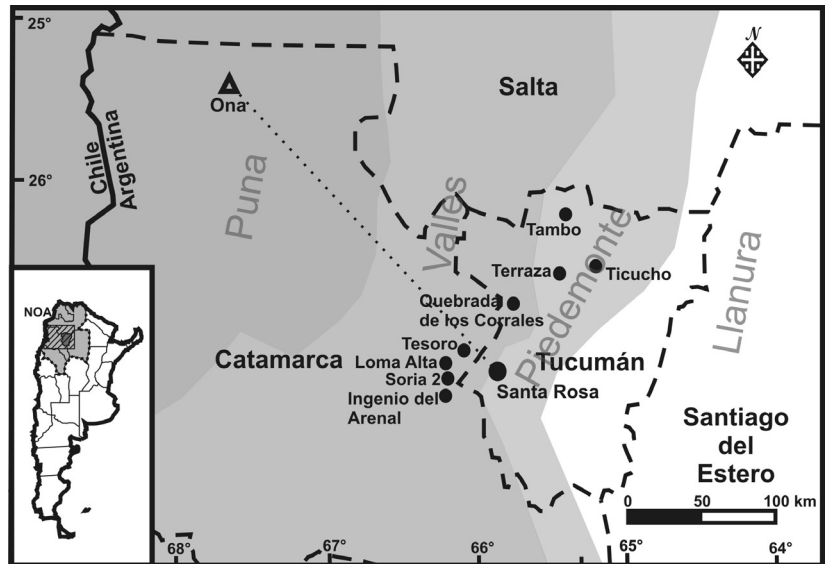 25°
N
Salta
Ona
Chile
Argentina
26°
Puna
Valles
Tambo
Piedemonte
Terraza
Ticucho
Llanura
Quebrada
de los Corrales
NOA
Tesoro
Catamarca
Loma Alta
Tucumán
Soria 2
Santa Rosa
Ingenio del
Arenal
Santiago
del
Estero
0 50 100 km
68° 67° 66° 65° 64°